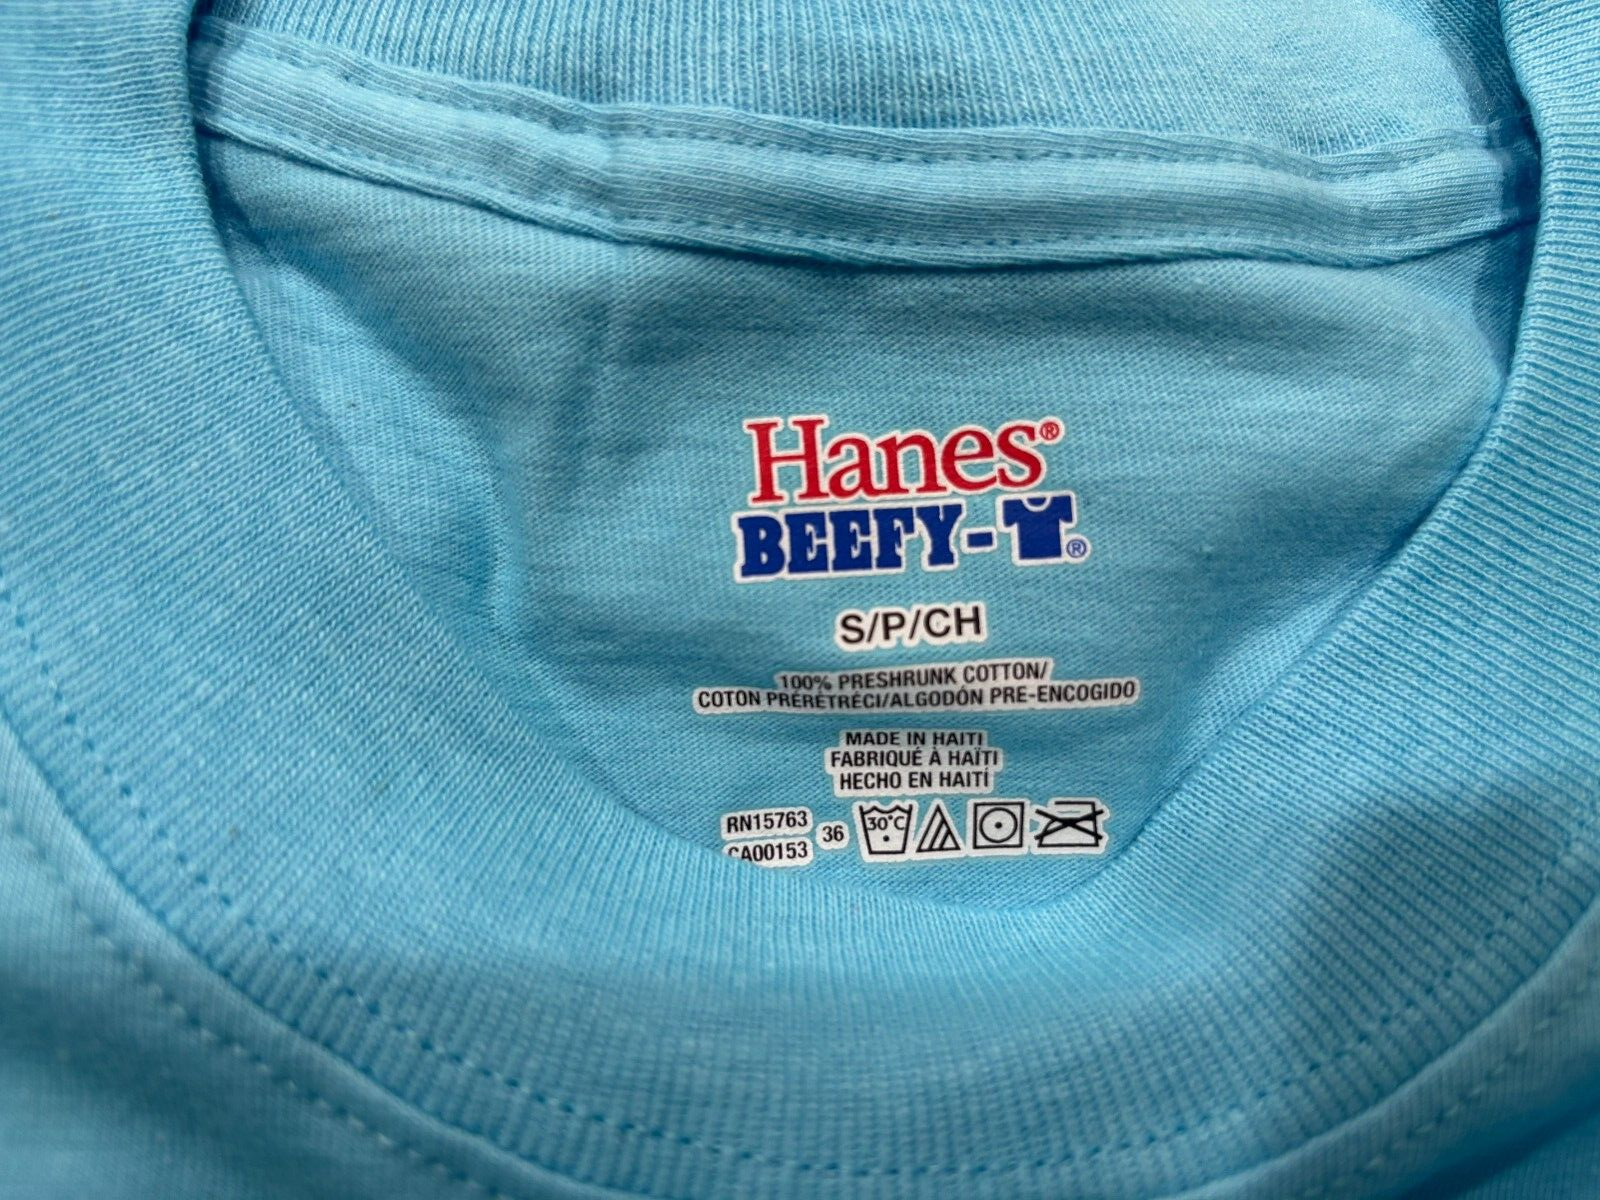 Hanes®
BEEFY-T®
S/P/CH
100% PRESHRUNK COTTON/
COTON PRÉRÉTRÉCI/ALGODÓN PRE-ENCOGIDO
MADE IN HAITI
FABRIQUÉ À HAÏTI
HECHO EN HAITÍ
RN15763
CA00153
36
30°C